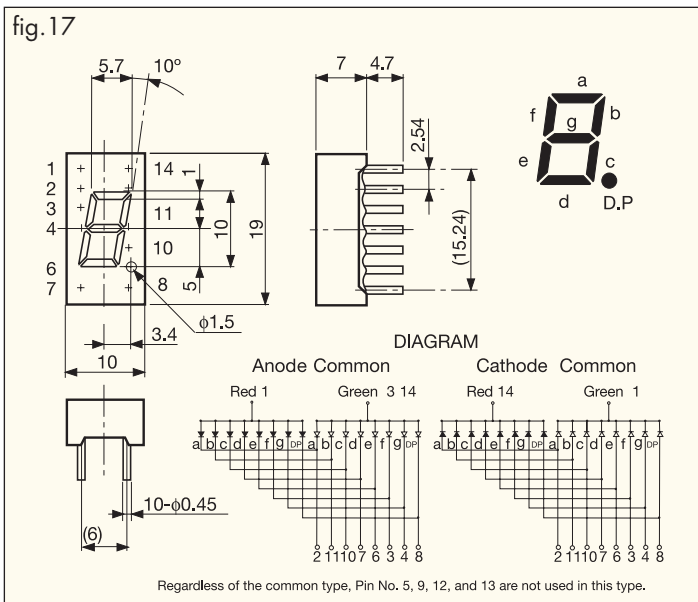 fig.17
5.7 10°
7 4.7
2.54
(15.24)
a
f b
g
e c
d D.P
1 14
2
3 11
4
10
6
7 8
1
10
5
19
φ1.5
3.4
10
10-φ0.45
(6)
DIAGRAM
Anode Common Cathode Common
Red 1 Green 3 14 Red 14 Green 1
a b c d e f g DP a b c d e f g DP a b c d e f g DP a b c d e f g DP
2 11 10 7 6 3 4 8 2 11 10 7 6 3 4 8
Regardless of the common type, Pin No. 5, 9, 12, and 13 are not used in this type.